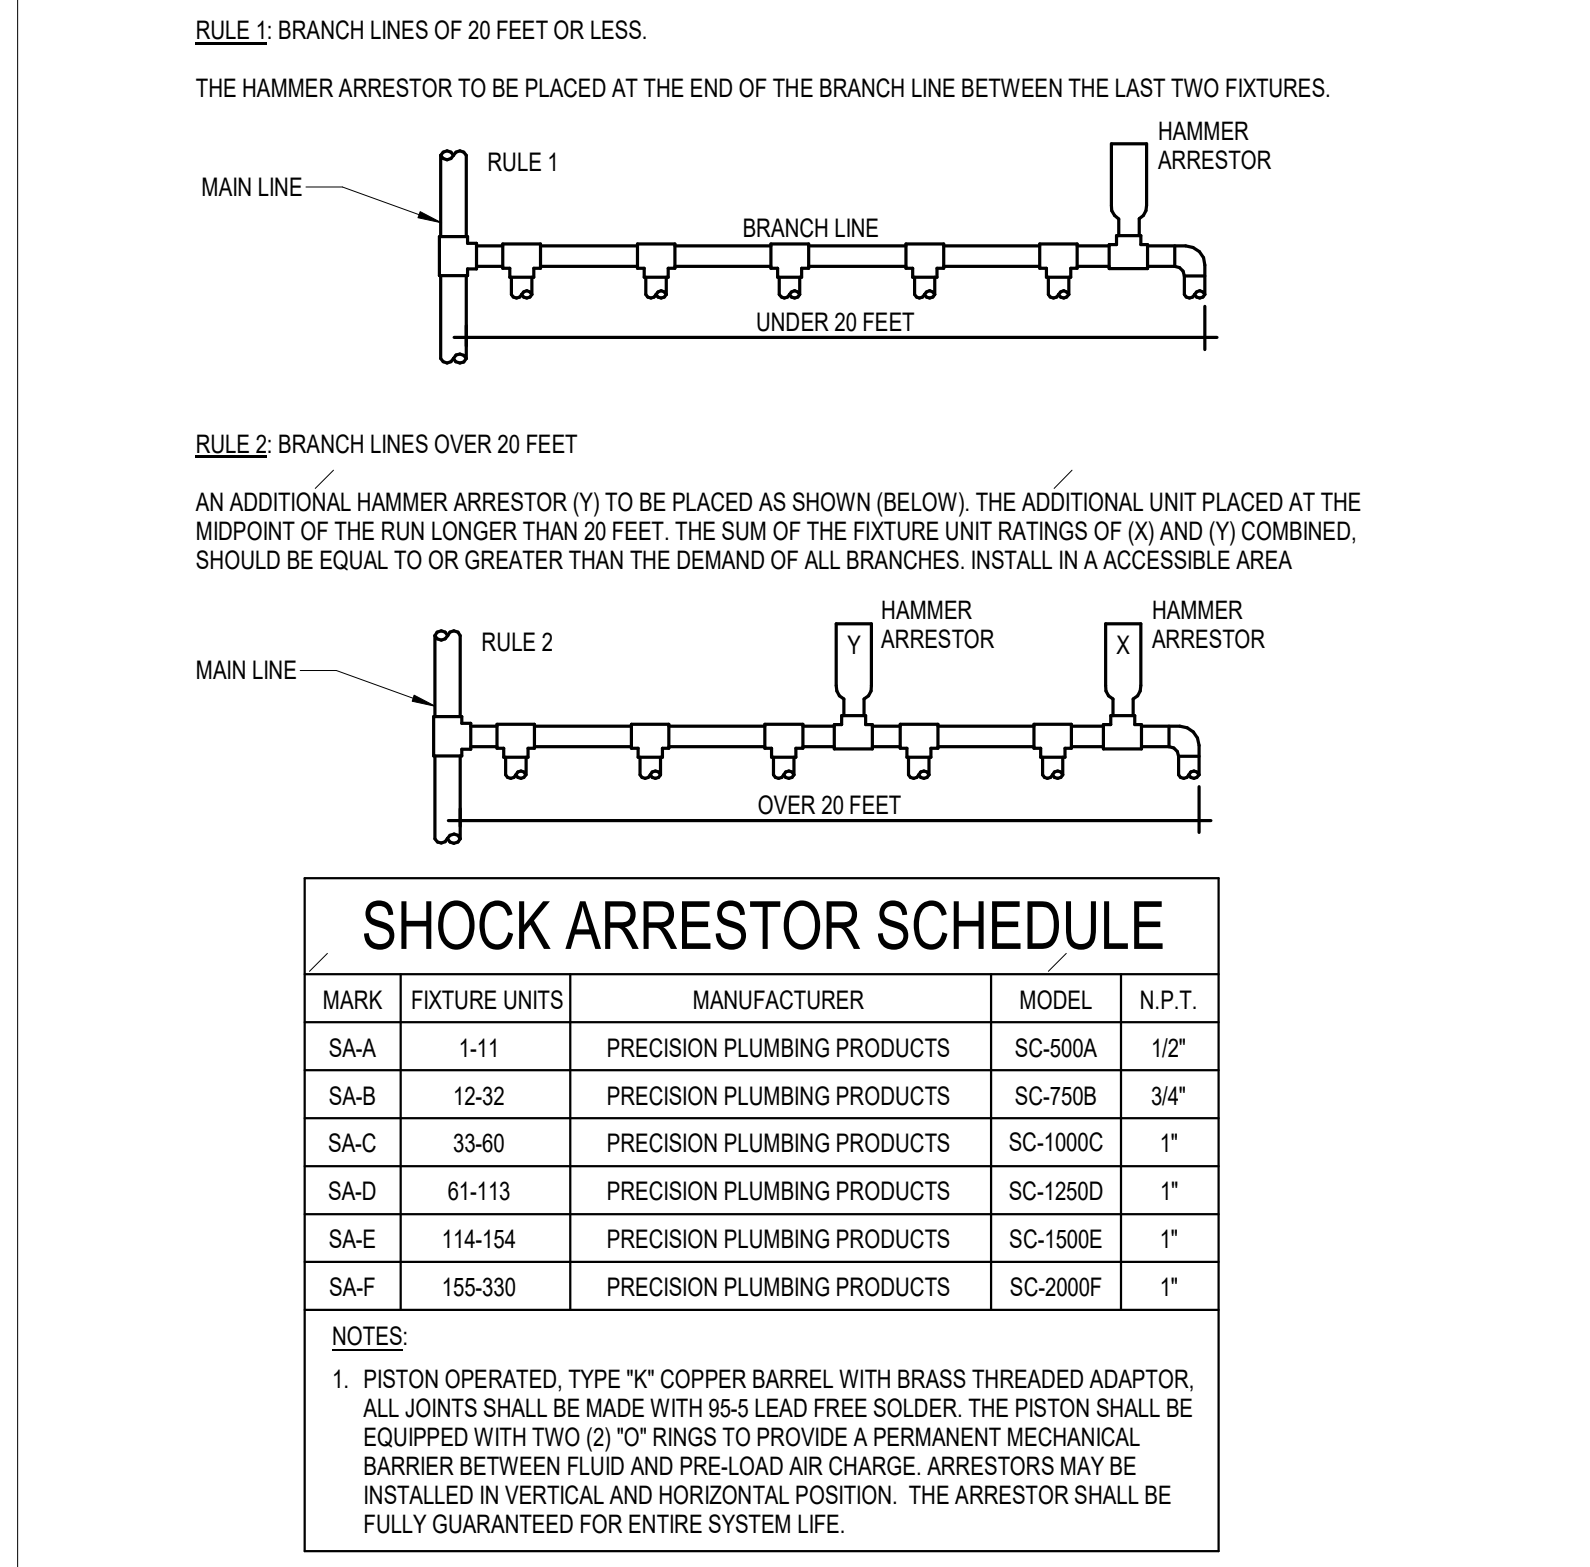 RULE 1: BRANCH LINES OF 20 FEET OR LESS.
THE HAMMER ARRESTOR TO BE PLACED AT THE END OF THE BRANCH LINE BETWEEN THE LAST TWO FIXTURES.
HAMMER
ARRESTOR
RULE 1
MAIN LINE
BRANCH LINE
UNDER 20 FEET
RULE 2: BRANCH LINES OVER 20 FEET
AN ADDITIONAL HAMMER ARRESTOR (Y) TO BE PLACED AS SHOWN (BELOW). THE ADDITIONAL UNIT PLACED AT THE
MIDPOINT OF THE RUN LONGER THAN 20 FEET. THE SUM OF THE FIXTURE UNIT RATINGS OF (X) AND (Y) COMBINED,
SHOULD BE EQUAL TO OR GREATER THAN THE DEMAND OF ALL BRANCHES. INSTALL IN A ACCESSIBLE AREA
HAMMER
ARRESTOR
HAMMER
ARRESTOR
RULE 2
Y
X
MAIN LINE
OVER 20 FEET
SHOCK ARRESTOR SCHEDULE
MARK FIXTURE UNITS MANUFACTURER MODEL N.P.T.
SA-A 1-11 PRECISION PLUMBING PRODUCTS SC-500A 1/2"
SA-B 12-32 PRECISION PLUMBING PRODUCTS SC-750B 3/4"
SA-C 33-60 PRECISION PLUMBING PRODUCTS SC-1000C 1"
SA-D 61-113 PRECISION PLUMBING PRODUCTS SC-1250D 1"
SA-E 114-154 PRECISION PLUMBING PRODUCTS SC-1500E 1"
SA-F 155-330 PRECISION PLUMBING PRODUCTS SC-2000F 1"
NOTES:
1. PISTON OPERATED, TYPE "K" COPPER BARREL WITH BRASS THREADED ADAPTOR,
ALL JOINTS SHALL BE MADE WITH 95-5 LEAD FREE SOLDER. THE PISTON SHALL BE
EQUIPPED WITH TWO (2) "O" RINGS TO PROVIDE A PERMANENT MECHANICAL
BARRIER BETWEEN FLUID AND PRE-LOAD AIR CHARGE. ARRESTORS MAY BE
INSTALLED IN VERTICAL AND HORIZONTAL POSITION. THE ARRESTOR SHALL BE
FULLY GUARANTEED FOR ENTIRE SYSTEM LIFE.